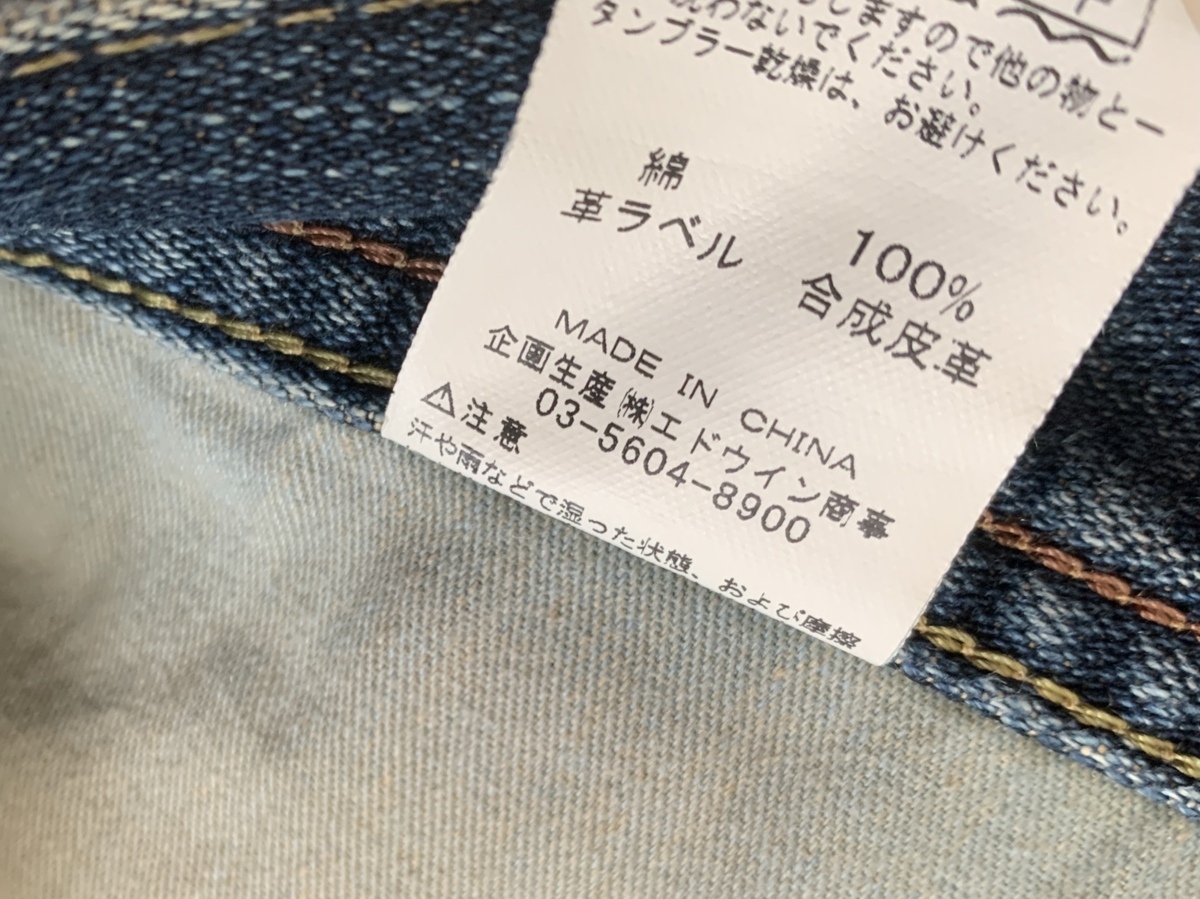 しますので他の物と一
洗わないでください。
タンブラー乾燥は、お避けください。
綿 100%
革ラベル 合成皮革
MADE IN CHINA
企画生産㈱エドウイン商事
03-5604-8900
⚠注意
汗や雨などで湿った状態、および摩擦